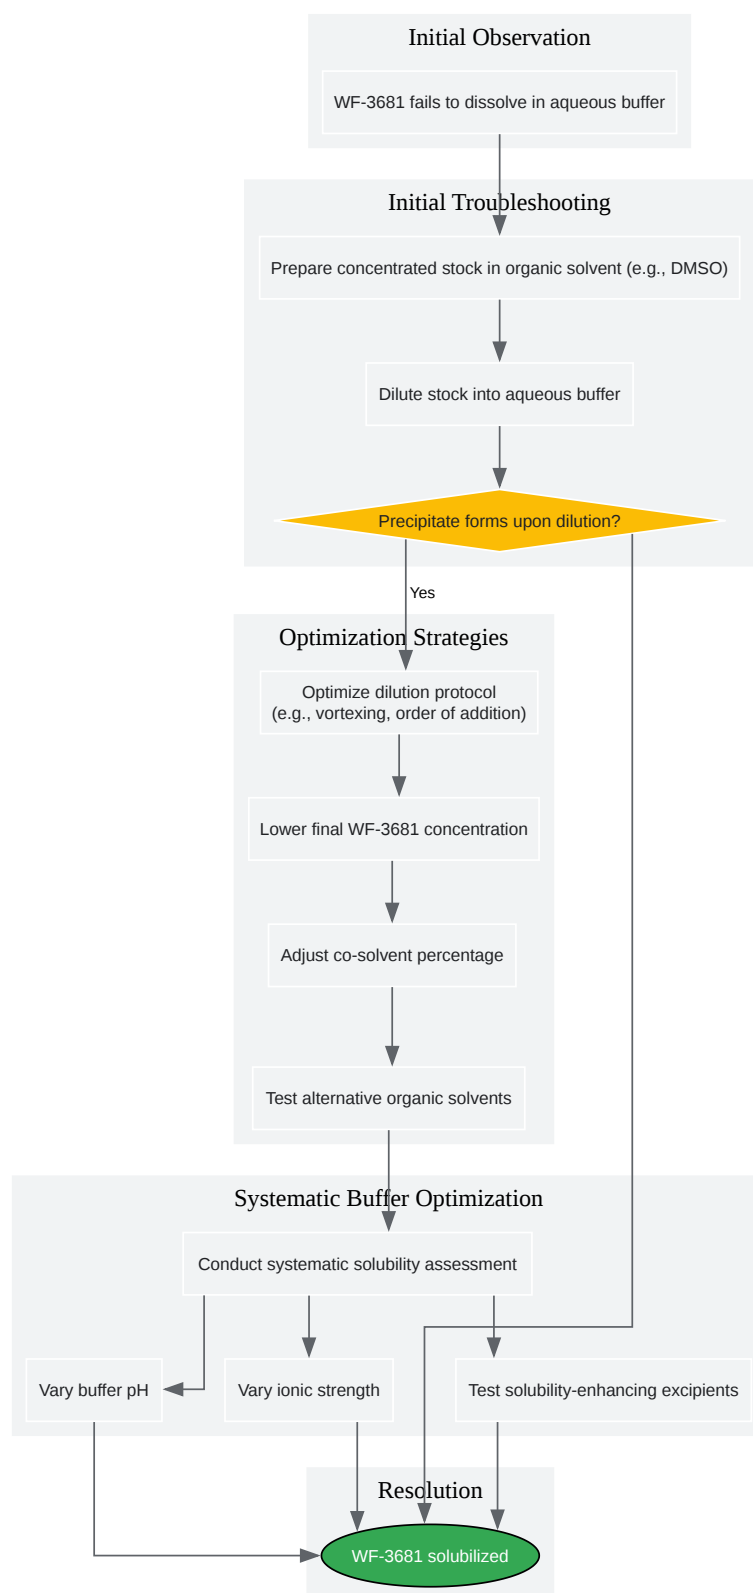 Initial Observation
WF-3681 fails to dissolve in aqueous buffer
Initial Troubleshooting
Prepare concentrated stock in organic solvent (e.g., DMSO)
Dilute stock into aqueous buffer
Precipitate forms upon dilution?
Yes
Optimization Strategies
Optimize dilution protocol
(e.g., vortexing, order of addition)
Lower final WF-3681 concentration
Adjust co-solvent percentage
Test alternative organic solvents
Systematic Buffer Optimization
Conduct systematic solubility assessment
Vary buffer pH
Vary ionic strength
Test solubility-enhancing excipients
Resolution
WF-3681 solubilized